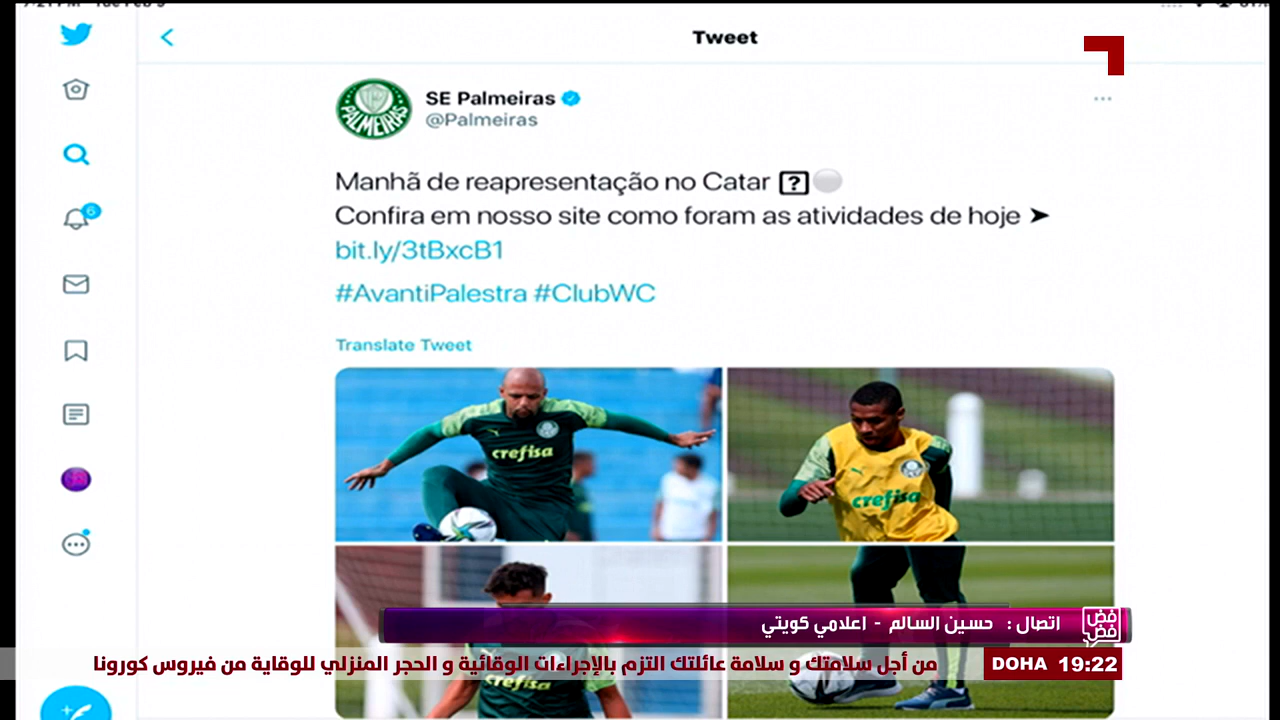 Tweet
SE Palmeiras
@Palmeiras
Manhã de reapresentação no Catar
Confira em nosso site como foram as atividades de hoje ➤
bit.ly/3tBxcB1
#AvantiPalestra #ClubWC
Translate Tweet
6
PALMEIRAS
crefisa
crefisa
crefisa
اتصال : حسين السالم - اعلامي كويتي
فض فض
من أجل سلامتك و سلامة عائلتك التزم بالإجراءات الوقائية و الحجر المنزلي للوقاية من فيروس كورونا
DOHA 19:22